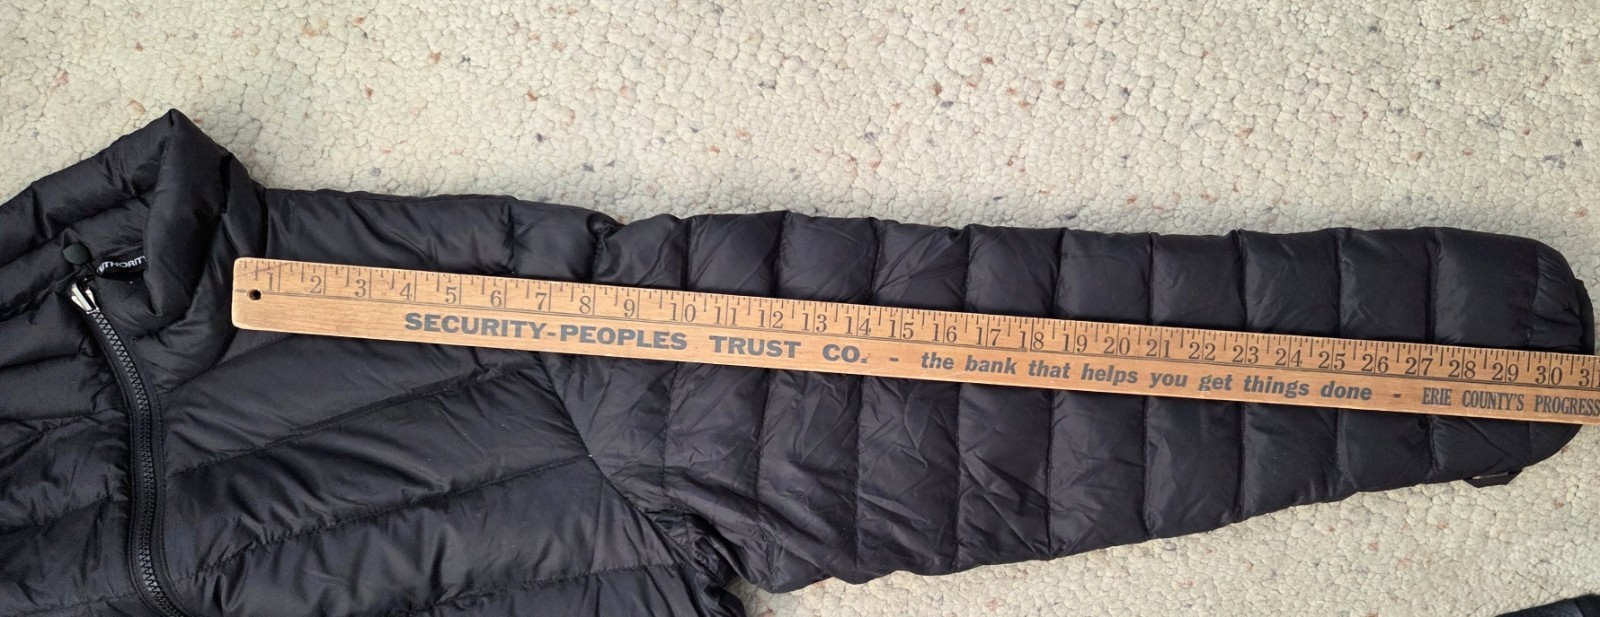 THORITY
1 2 3 4 5 6 7 8 9 10 11 12 13 14 15 16 17 18 19 20 21 22 23 24 25 26 27 28 29 30 3
SECURITY-PEOPLES TRUST CO. - the bank that helps you get things done - ERIE COUNTY'S PROGRESS